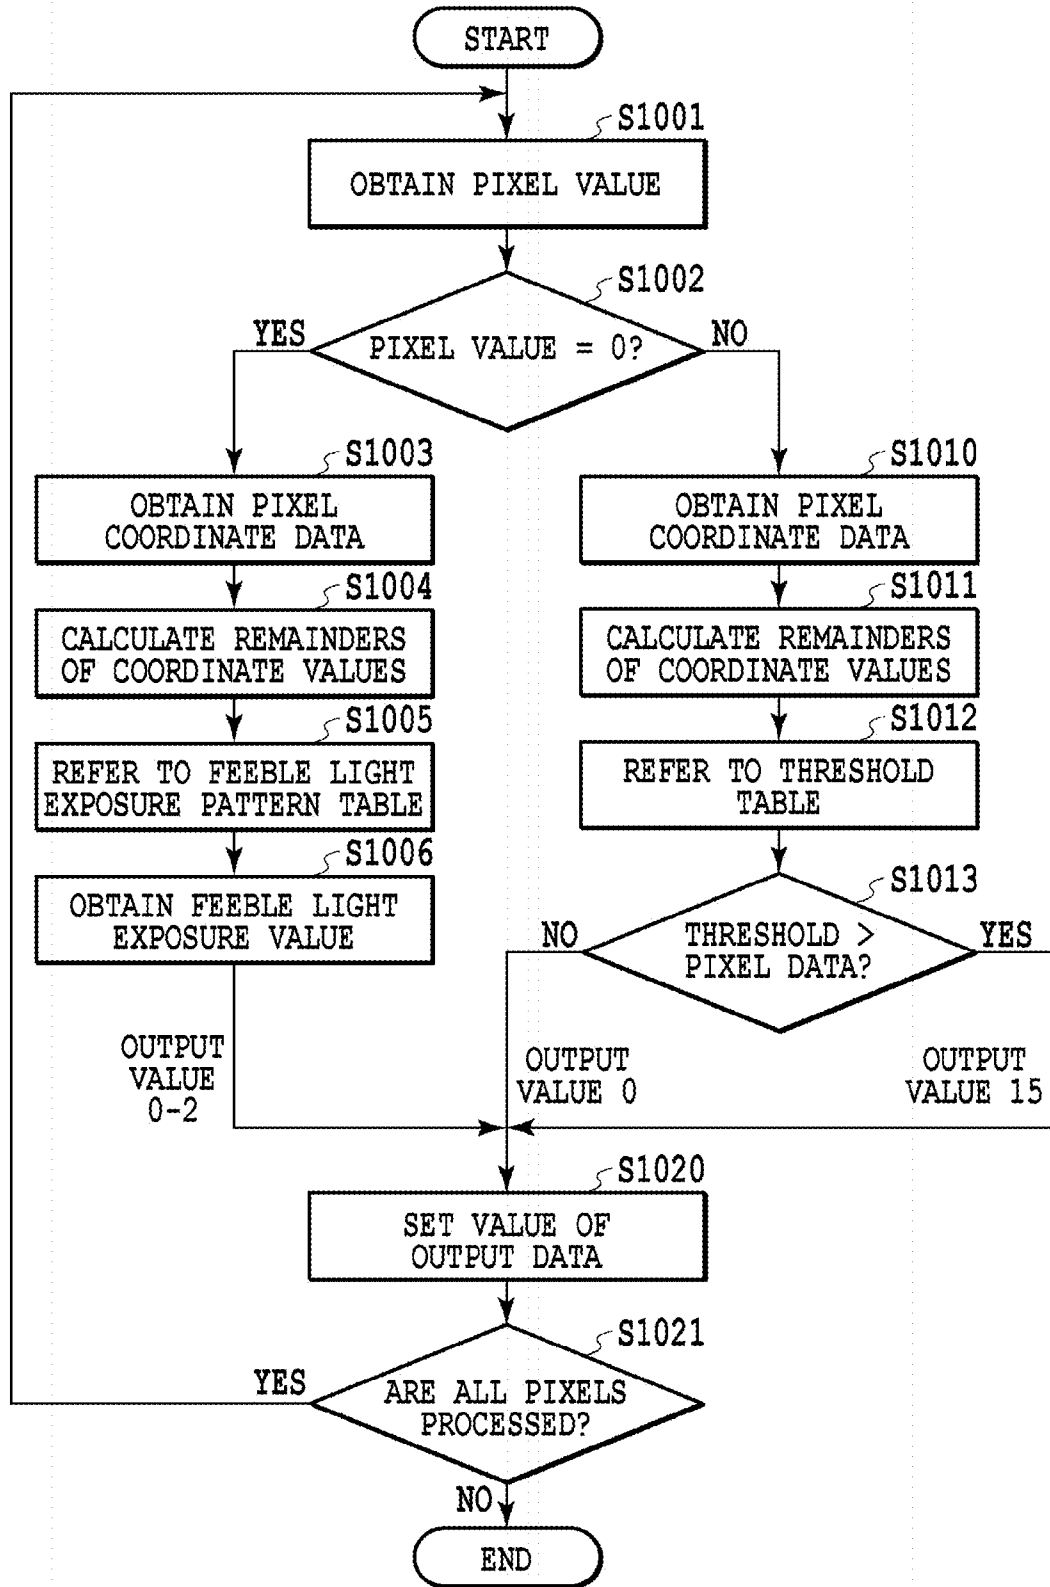 START
S1001
OBTAIN PIXEL VALUE
S1002
YES
PIXEL VALUE = 0?
NO
S1003
OBTAIN PIXEL
COORDINATE DATA
S1004
CALCULATE REMAINDERS
OF COORDINATE VALUES
S1005
REFER TO FEEBLE LIGHT
EXPOSURE PATTERN TABLE
S1006
OBTAIN FEEBLE LIGHT
EXPOSURE VALUE
OUTPUT
VALUE
0-2
S1010
OBTAIN PIXEL
COORDINATE DATA
S1011
CALCULATE REMAINDERS
OF COORDINATE VALUES
S1012
REFER TO THRESHOLD
TABLE
S1013
NO
THRESHOLD >
PIXEL DATA?
YES
OUTPUT
VALUE 0
OUTPUT
VALUE 15
S1020
SET VALUE OF
OUTPUT DATA
S1021
YES
ARE ALL PIXELS
PROCESSED?
NO
END